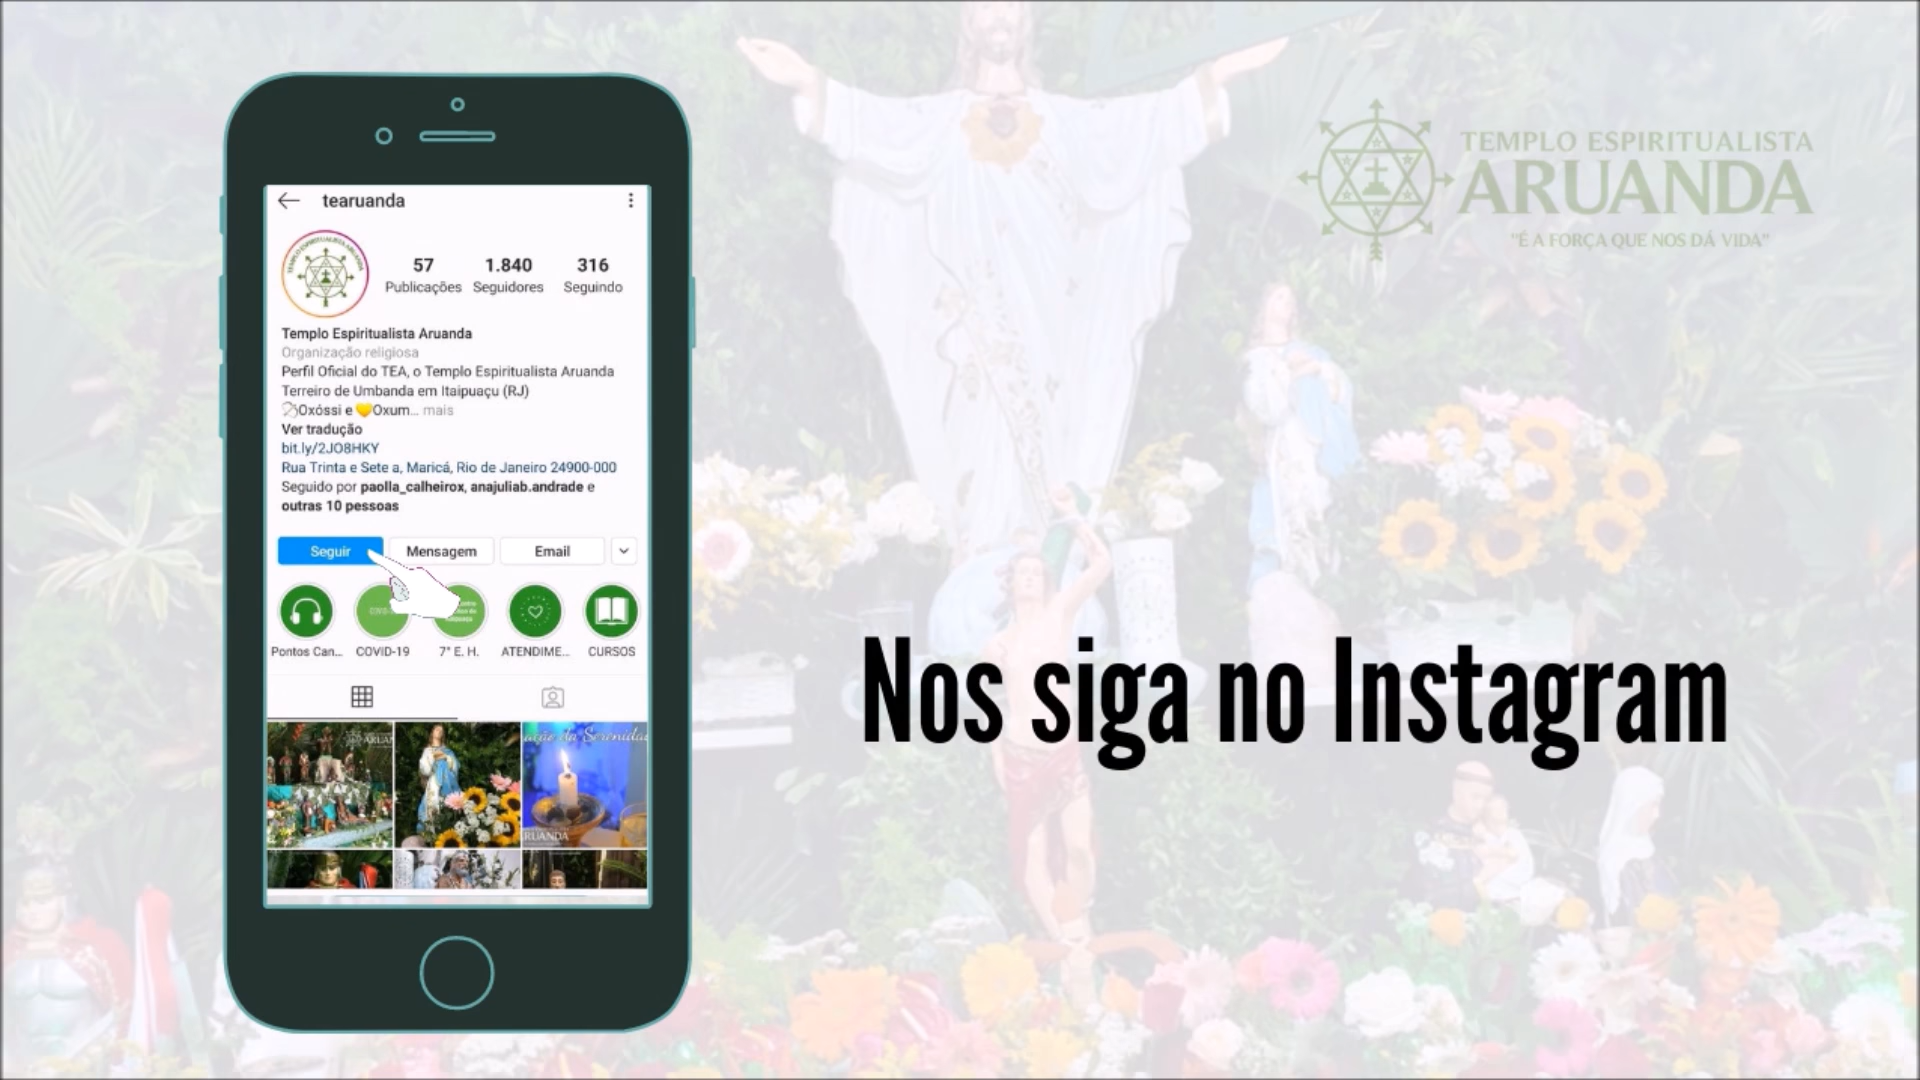 tearuanda
57
1.840
316
Publicações
Seguidores
Seguindo
Templo Espiritualista Aruanda
Organização religiosa
Perfil Oficial do TEA, o Templo Espiritualista Aruanda
Terreiro de Umbanda em Itaipuaçu (RJ)
🏹Oxóssi e 💛Oxum... mais
Ver tradução
bit.ly/2JO8HKY
Rua Trinta e Sete a, Maricá, Rio de Janeiro 24900-000
Seguido por paolla_calheirox, anajuliab.andrade e
outras 10 pessoas
Seguir
Mensagem
Email
Pontos Can...
COVID-19
7° E. H.
ATENDIME...
CURSOS
TEMPLO ESPIRITUALISTA
ARUANDA
"É A FORÇA QUE NOS DÁ VIDA"
Nos siga no Instagram